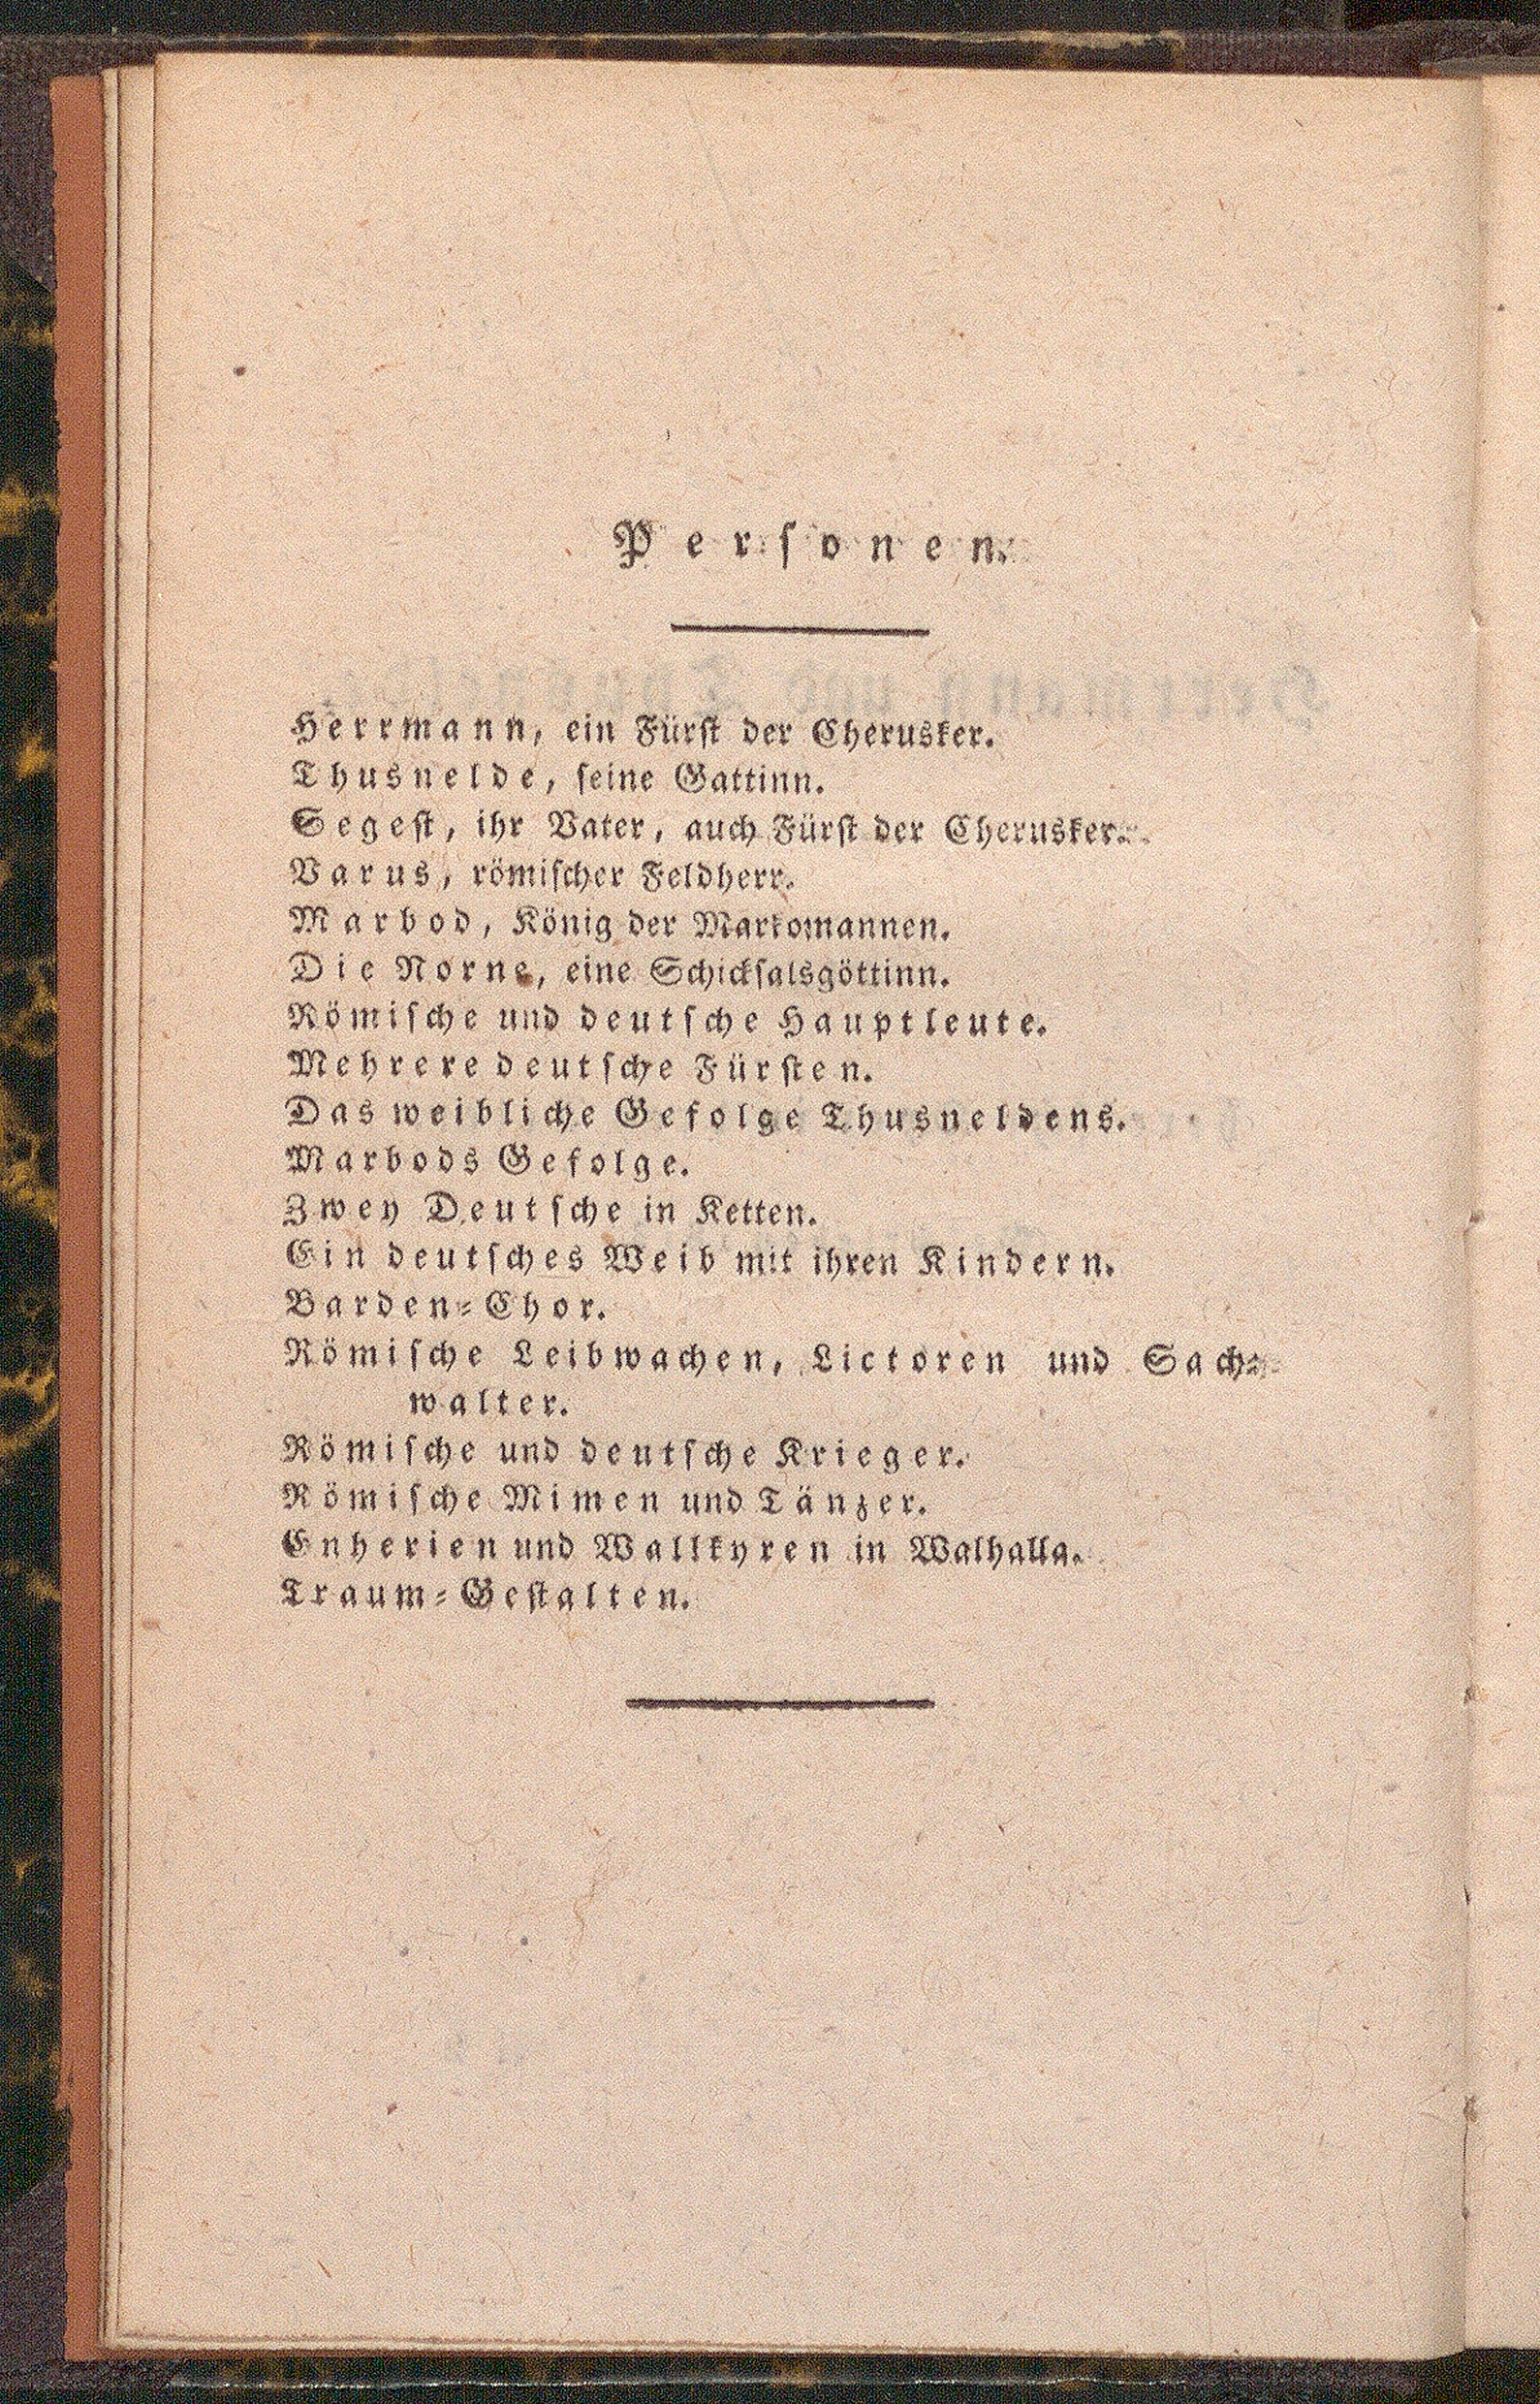 Personen.
Herrmann, ein Fürst der Cherusker.
Thusnelde, seine Gattinn.
Segest, ihr Vater, auch Fürst der Cherusker.
Varus, römischer Feldherr.
Marbod, König der Markomannen.
Die Norne, eine Schicksalsgöttinn.
Römische und deutsche Hauptleute.
Mehrere deutsche Fürsten.
Das weibliche Gefolge Thusneldens.
Marbods Gefolge.
Zwey Deutsche in Ketten.
Ein deutsches Weib mit ihren Kindern.
Barden-Chor.
Römische Leibwachen, Lictoren und Sach-
walter.
Römische und deutsche Krieger.
Römische Mimen und Tänzer.
Enherien und Wallkyren in Walhalla.
Traum-Gestalten.